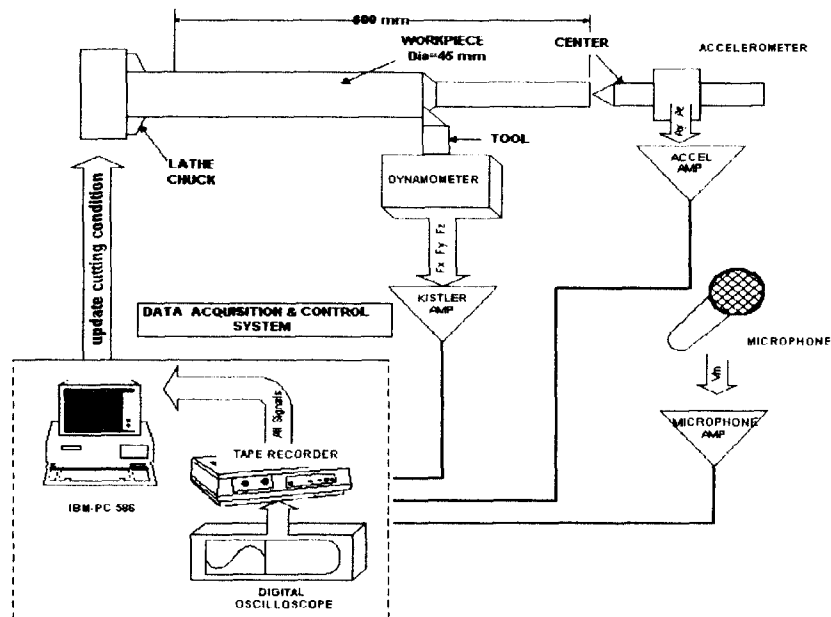 600 mm
WORKPIECE
Dia=45 mm
CENTER
ACCELEROMETER
LATHE
CHUCK
TOOL
DYNAMOMETER
ACCEL
AMP
Fx Fy Fz
update cutting condition
KISTLER
AMP
DATA ACQUISITION & CONTROL
SYSTEM
MICROPHONE
Vm
MICROPHONE
AMP
All Signals
TAPE RECORDER
IBM-PC 586
DIGITAL
OSCILLOSCOPE